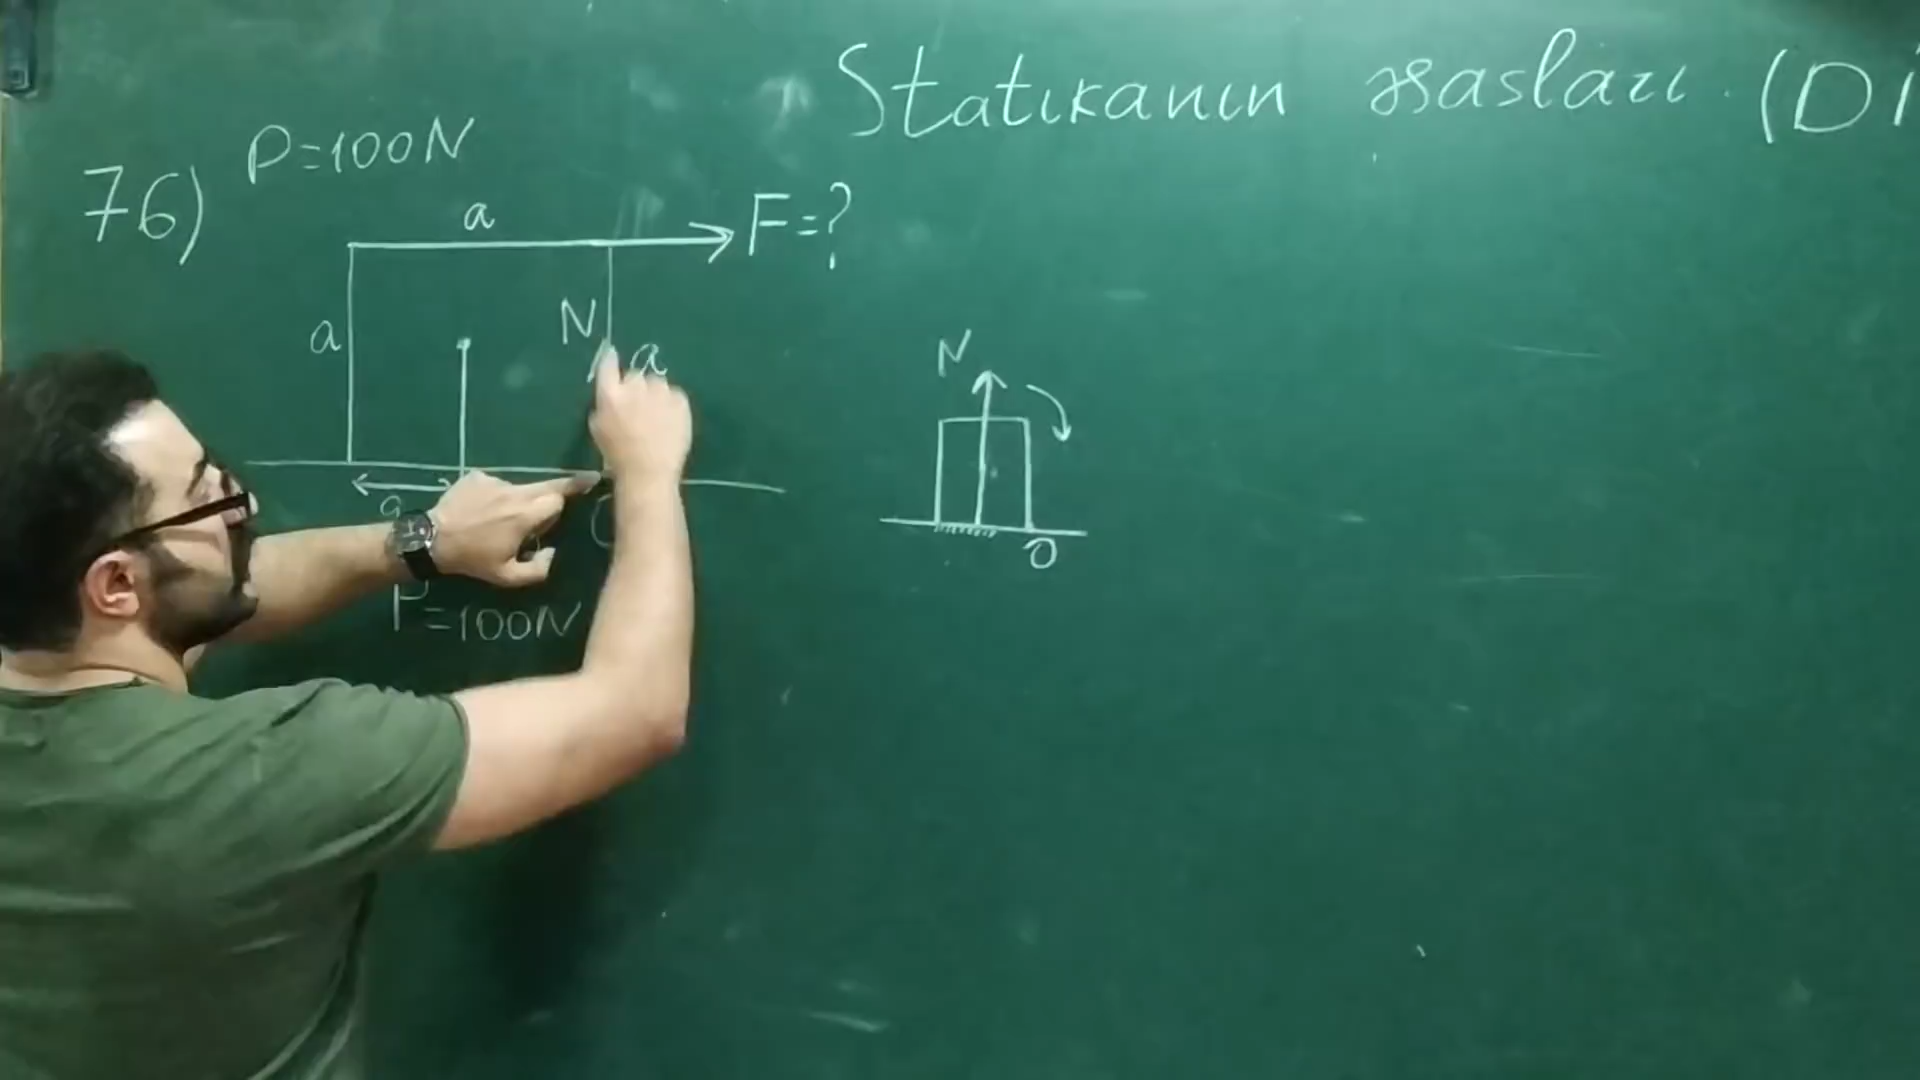 Statikanın əsasları. (Di
76) P=100N
a
F=?
a
N
a
N
a
O
P=100N